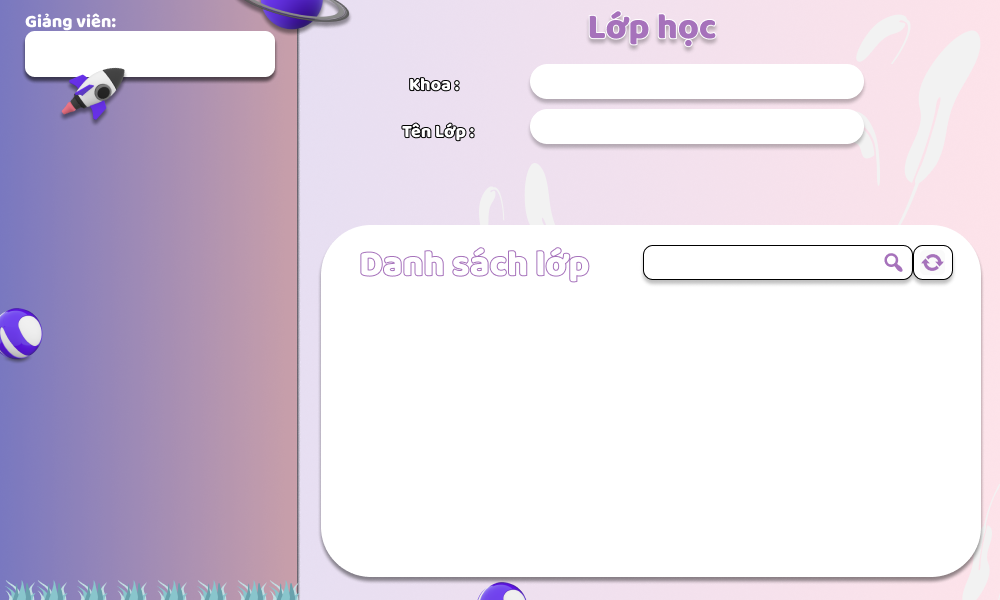 Giảng viên:
Lớp học
Khoa :
Tên Lớp :
Danh sách lớp